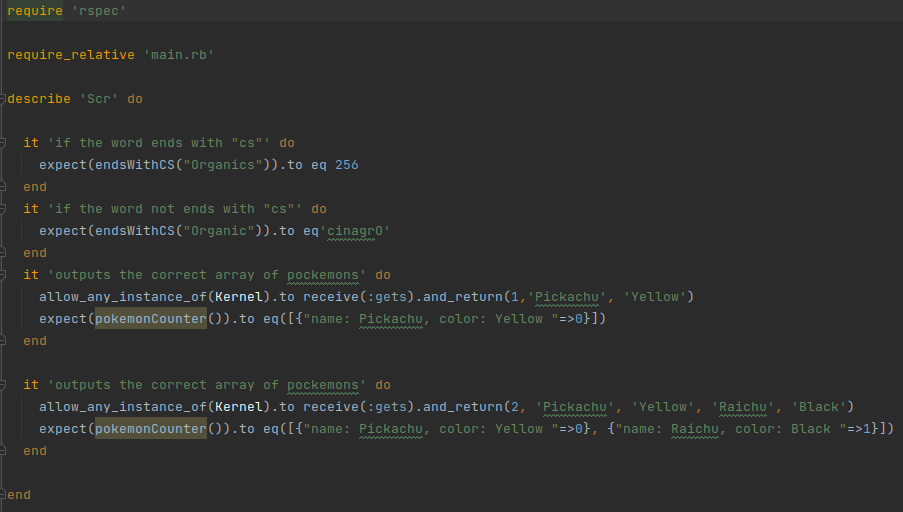 require 'rspec'
require_relative 'main.rb'
describe 'Scr' do
it 'if the word ends with "cs"' do
expect(endsWithCS("Organics")).to eq 256
end
it 'if the word not ends with "cs"' do
expect(endsWithCS("Organic")).to eq'cinagrO'
end
it 'outputs the correct array of pockemons' do
allow_any_instance_of(Kernel).to receive(:gets).and_return(1,'Pickachu', 'Yellow')
expect(pokemonCounter()).to eq([{"name: Pickachu, color: Yellow "=>0}])
end
it 'outputs the correct array of pockemons' do
allow_any_instance_of(Kernel).to receive(:gets).and_return(2, 'Pickachu', 'Yellow', 'Raichu', 'Black')
expect(pokemonCounter()).to eq([{"name: Pickachu, color: Yellow "=>0}, {"name: Raichu, color: Black "=>1}])
end
end